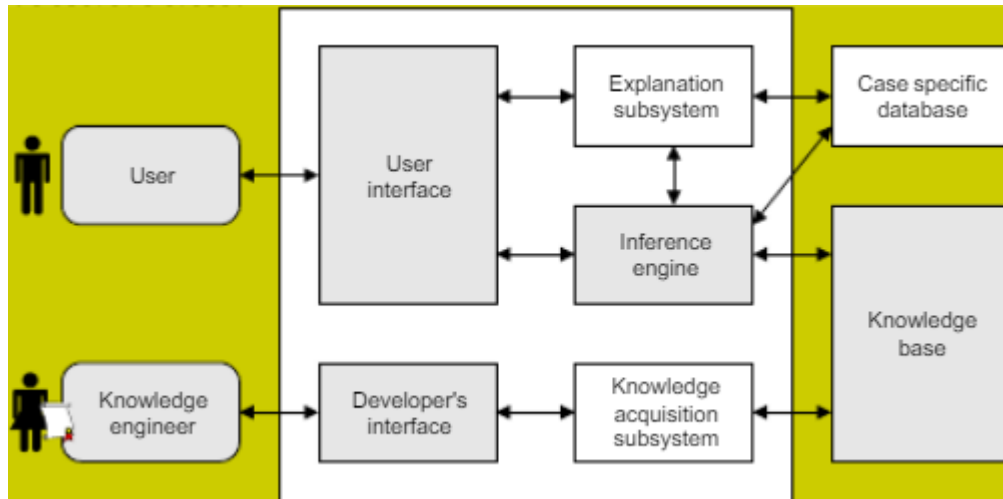 Explanation
subsystem
Case specific
database
User
User
interface
Inference
engine
Knowledge
base
Knowledge
engineer
Developer's
interface
Knowledge
acquisition
subsystem